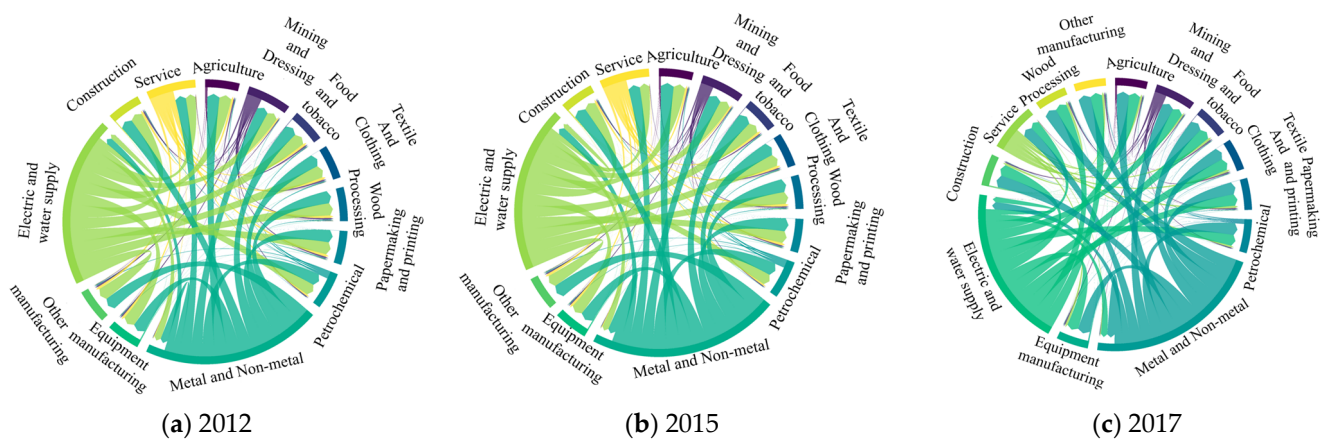 Mining and
Dressing and
Food
tobacco
Textile
And
Clothing
Wood
Processing
Papermaking
and printing
Petrochemical
Metal and Non-metal
Equipment
manufacturing
Other
manufacturing
Electric and
water supply
Construction
Service
Agriculture
(a) 2012
Mining and
Dressing and
Food
tobacco
Textile
And
Clothing
Wood
Processing
Papermaking
and printing
Petrochemical
Metal and Non-metal
Equipment
manufacturing
Other
manufacturing
Electric and
water supply
Construction
Service
Agriculture
(b) 2015
Other
manufacturing
Wood
Processing
Agriculture
Mining and
Dressing and
Food
tobacco
Textile
And
Clothing
Papermaking
and printing
Petrochemical
Metal and Non-metal
Equipment
manufacturing
Electric and
water supply
Construction
Service
(c) 2017